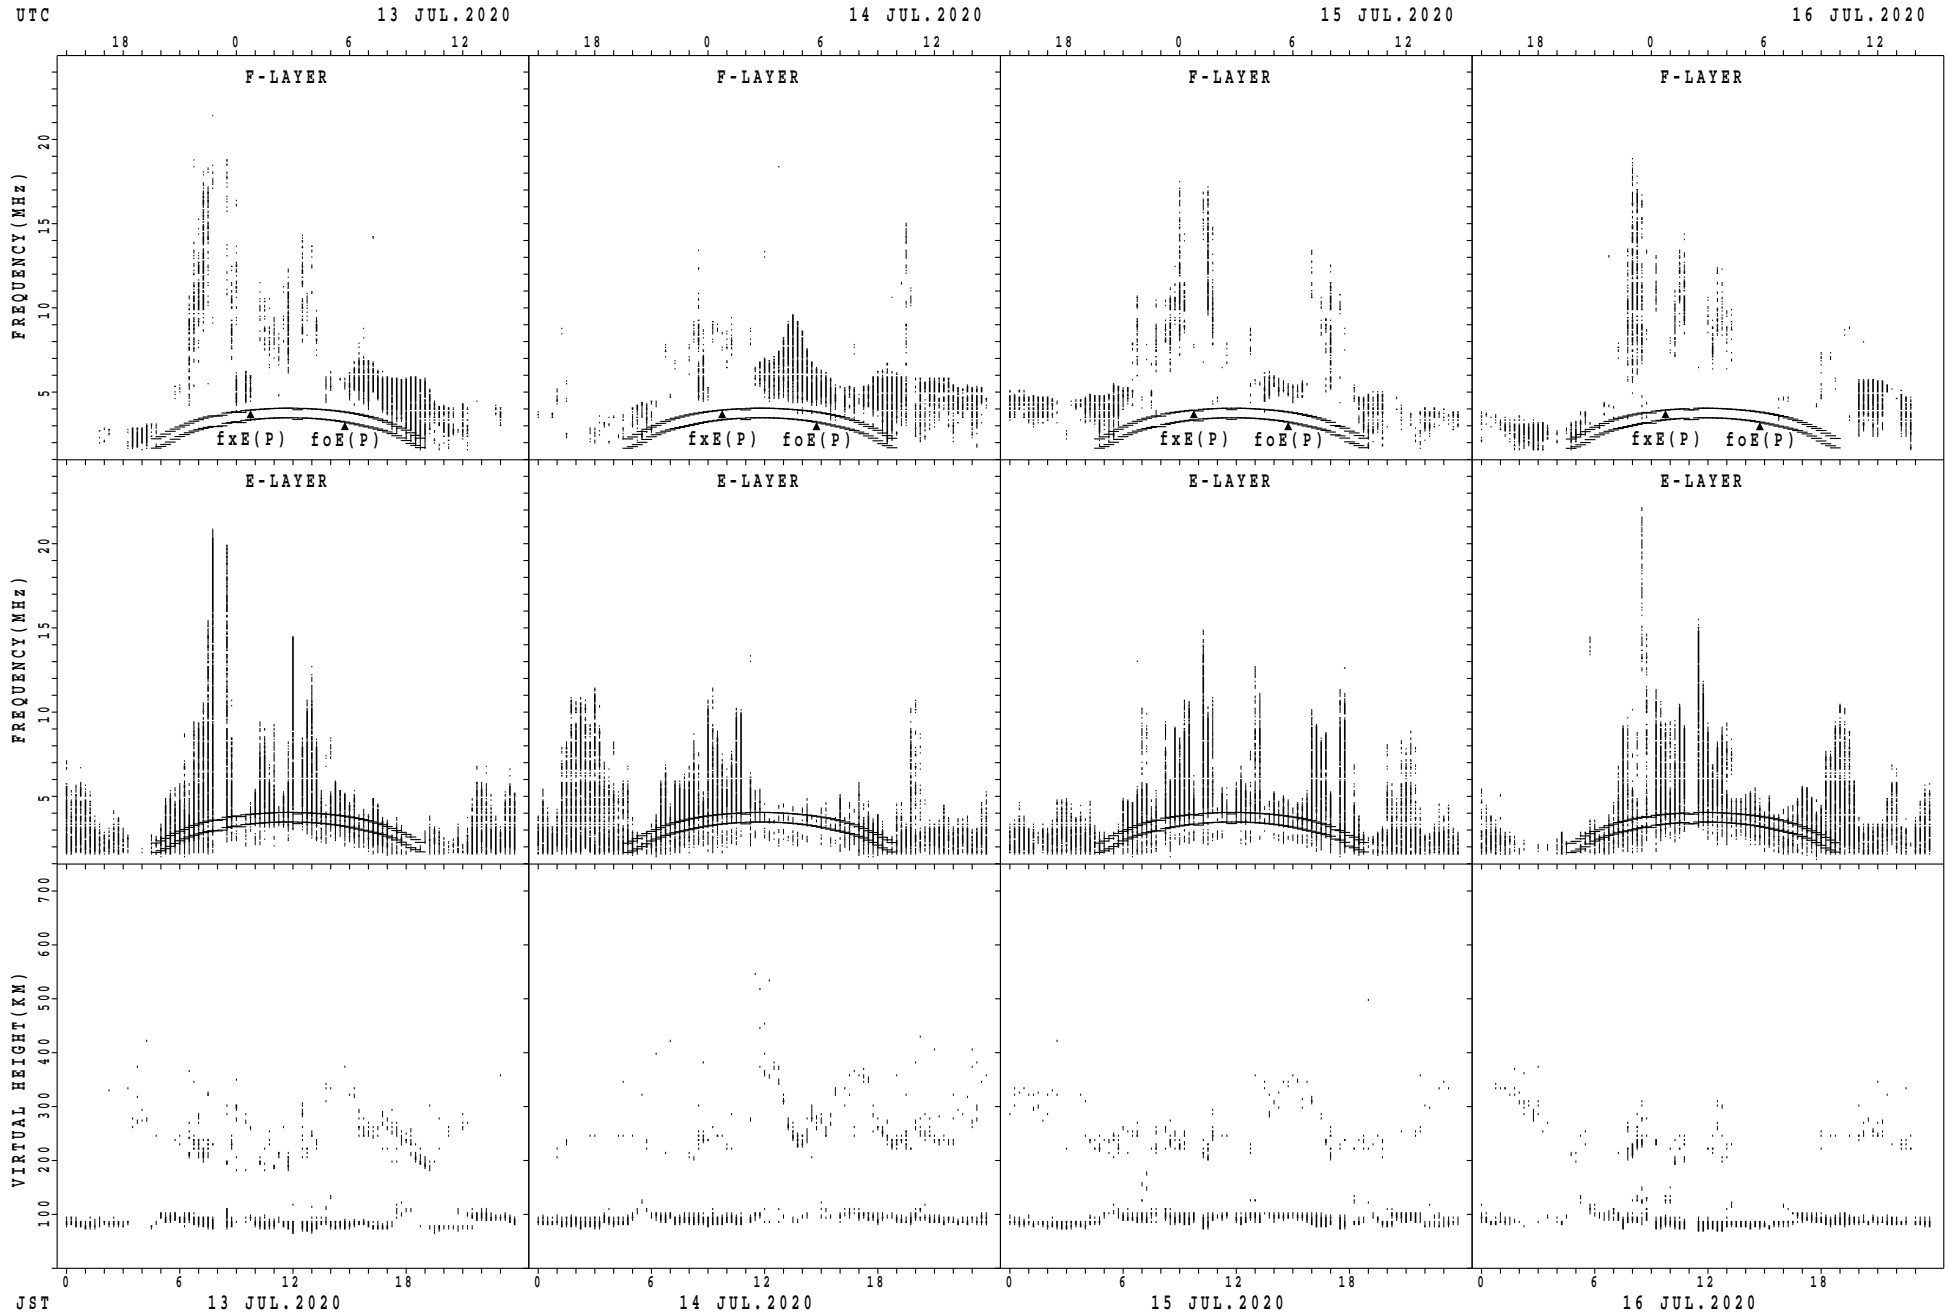 UTC 13 JUL.2020 14 JUL.2020 15 JUL.2020 16 JUL.2020
18 0 6 12 18 0 6 12 18 0 6 12 18 0 6 12
F-LAYER F-LAYER F-LAYER F-LAYER
FREQUENCY(MHz)
20
15
10
5
fxE(P) foE(P) fxE(P) foE(P) fxE(P) foE(P) fxE(P) foE(P)
E-LAYER E-LAYER E-LAYER E-LAYER
FREQUENCY(MHz)
20
15
10
5
VIRTUAL HEIGHT(KM)
700
600
500
400
300
200
100
0 6 12 18 0 6 12 18 0 6 12 18 0 6 12 18
JST 13 JUL.2020 14 JUL.2020 15 JUL.2020 16 JUL.2020